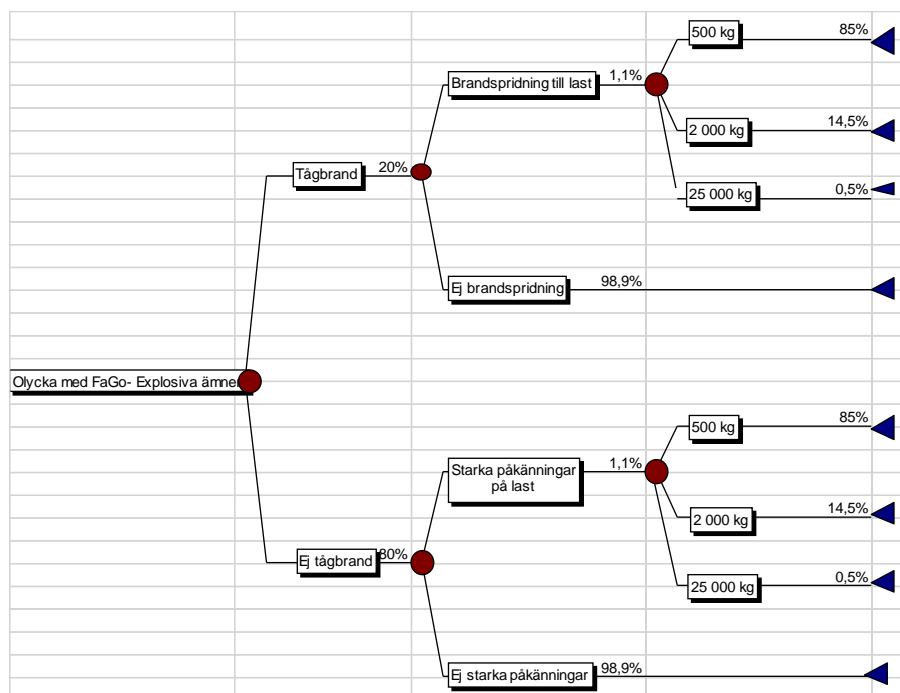 500 kg 85%
Brandspridning till last 1,1%
2 000 kg 14,5%
Tågbrand 20%
25 000 kg 0,5%
Ej brandspridning 98,9%
Olycka med FaGo- Explosiva ämnen
500 kg 85%
Starka påkänningar
på last
1,1%
2 000 kg 14,5%
Ej tågbrand 80%
25 000 kg 0,5%
Ej starka påkänningar 98,9%